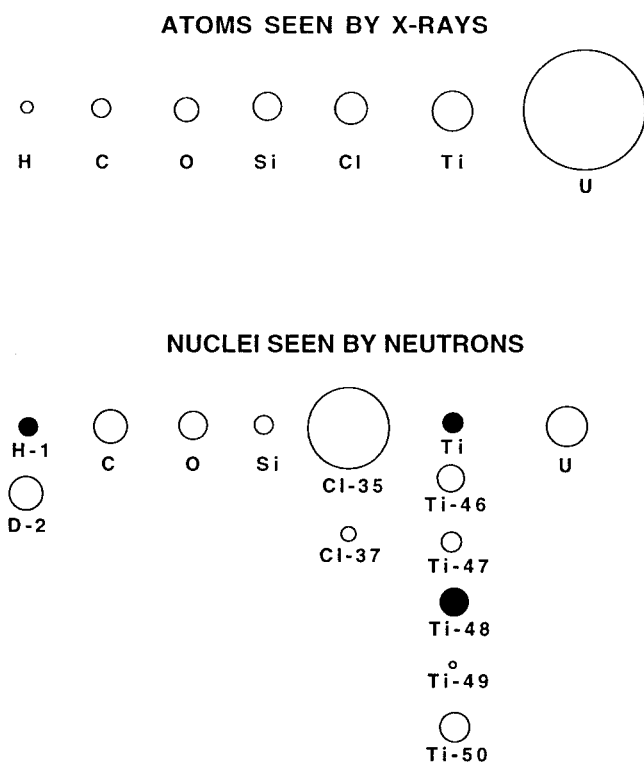 ATOMS SEEN BY X-RAYS
H C O Si Cl Ti U
NUCLEI SEEN BY NEUTRONS
H-1 C O Si Cl-35 Ti U
D-2 Cl-37 Ti-46
Ti-47
Ti-48
Ti-49
Ti-50